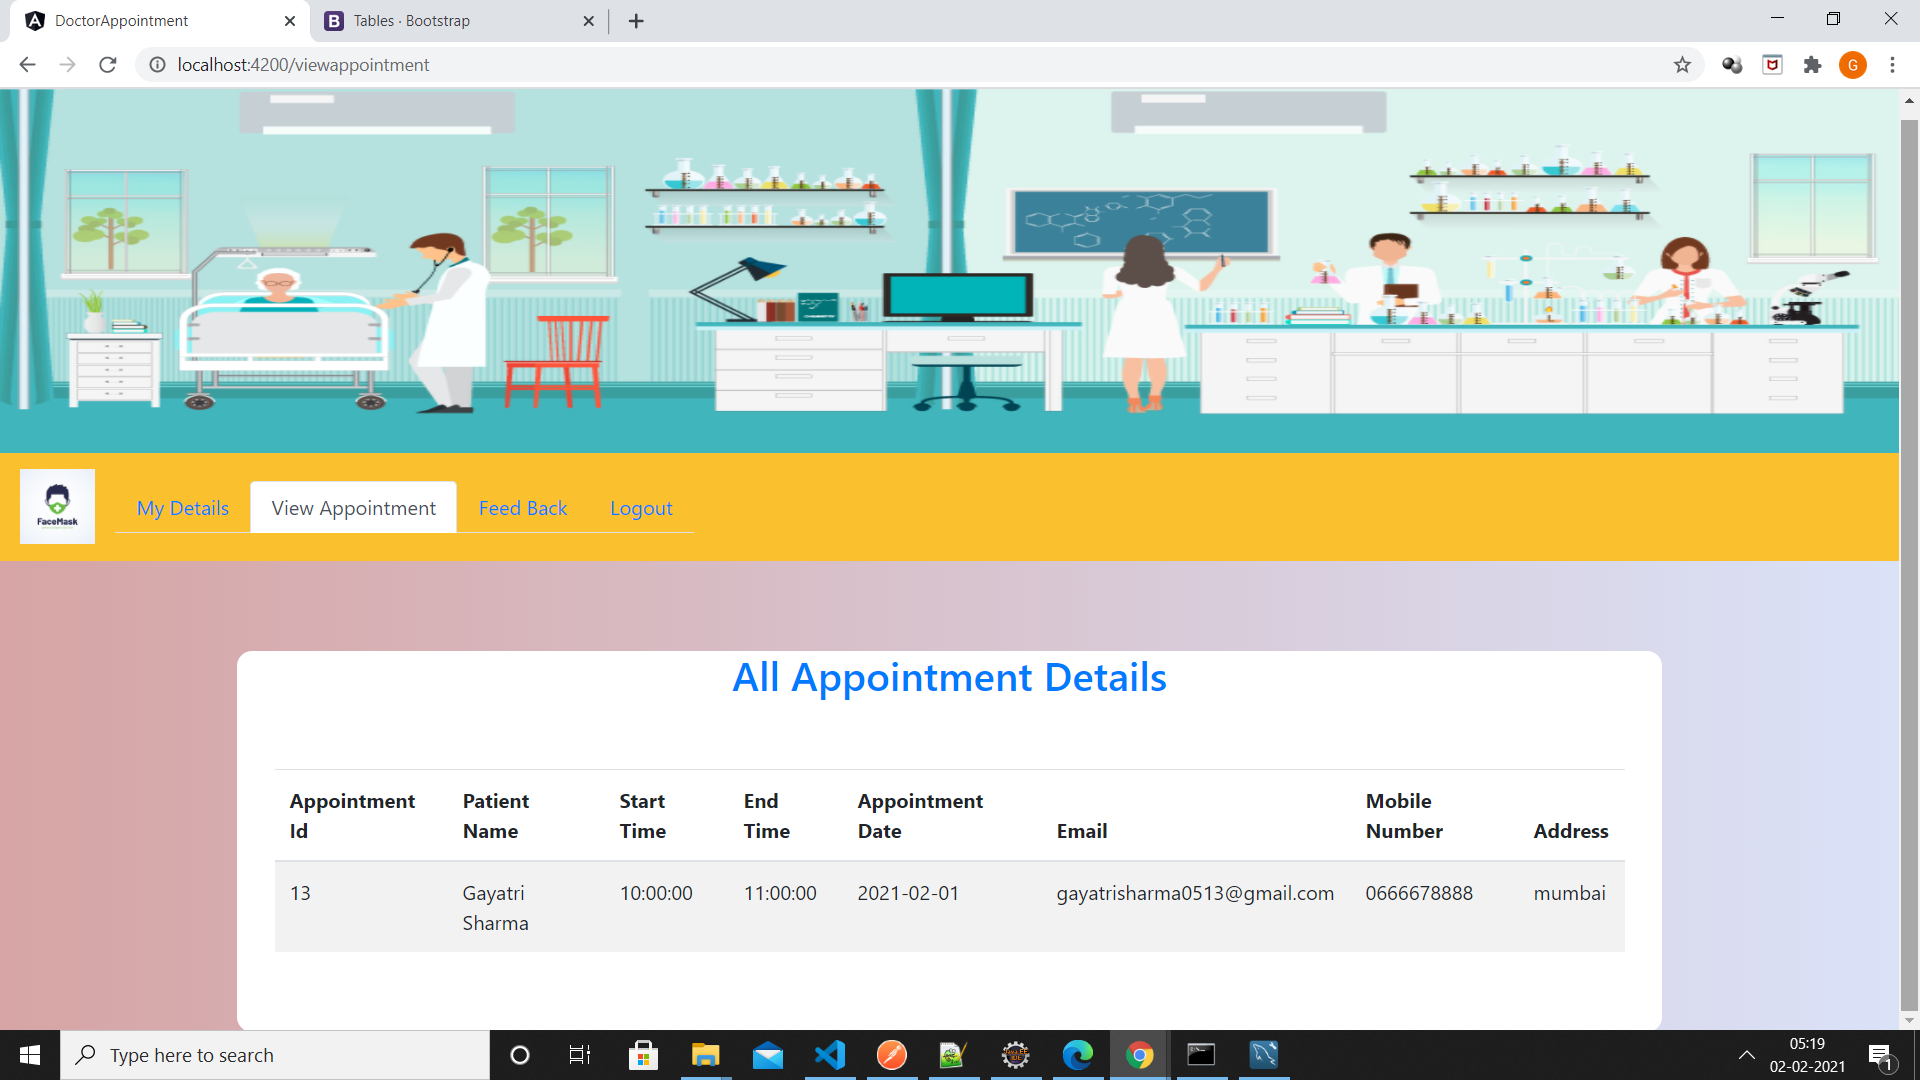 DoctorAppointment
Tables · Bootstrap
localhost:4200/viewappointment
G
FaceMask
My Details
View Appointment
Feed Back
Logout
All Appointment Details
Appointment Id
Patient Name
Start Time
End Time
Appointment Date
Email
Mobile Number
Address
13
Gayatri Sharma
10:00:00
11:00:00
2021-02-01
gayatrisharma0513@gmail.com
0666678888
mumbai
Type here to search
05:19
02-02-2021
1